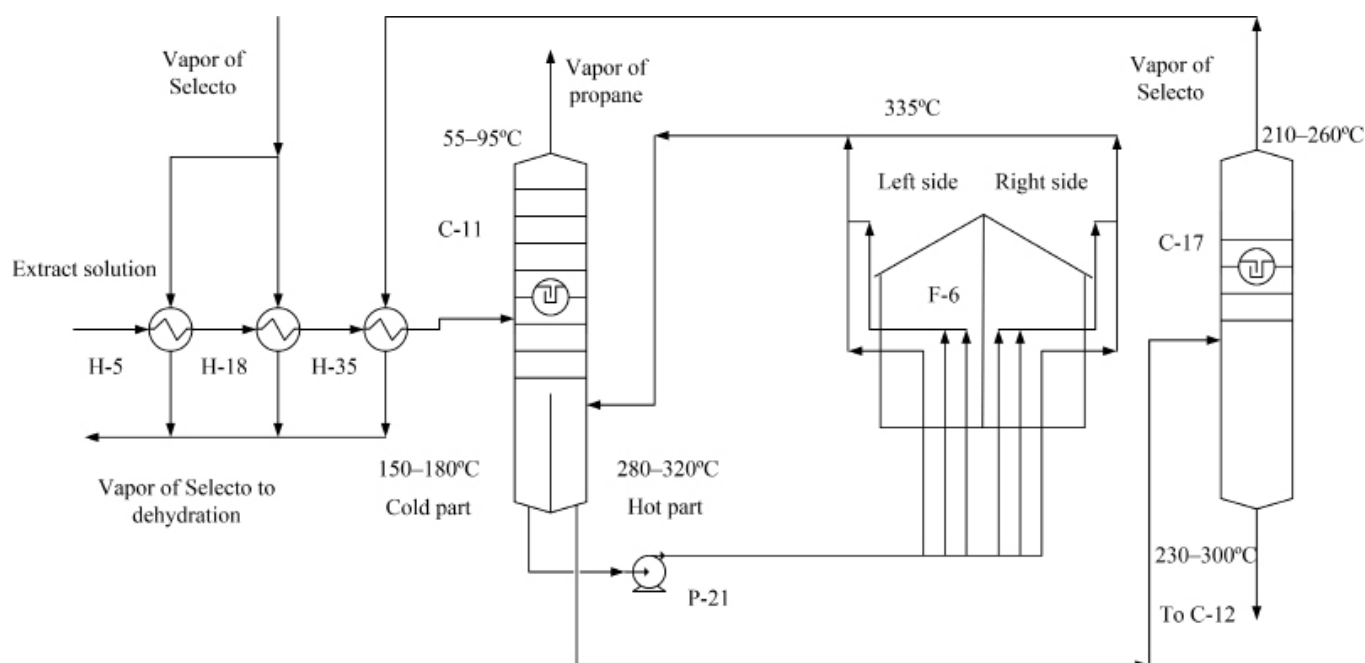 Vapor of
Selecto
Vapor of
propane
Vapor of
Selecto
335ºC
55–95ºC
210–260ºC
Left side
Right side
C-11
C-17
Extract solution
F-6
H-5
H-18
H-35
150–180ºC
280–320ºC
Cold part
Hot part
Vapor of Selecto to
dehydration
230–300ºC
P-21
To C-12